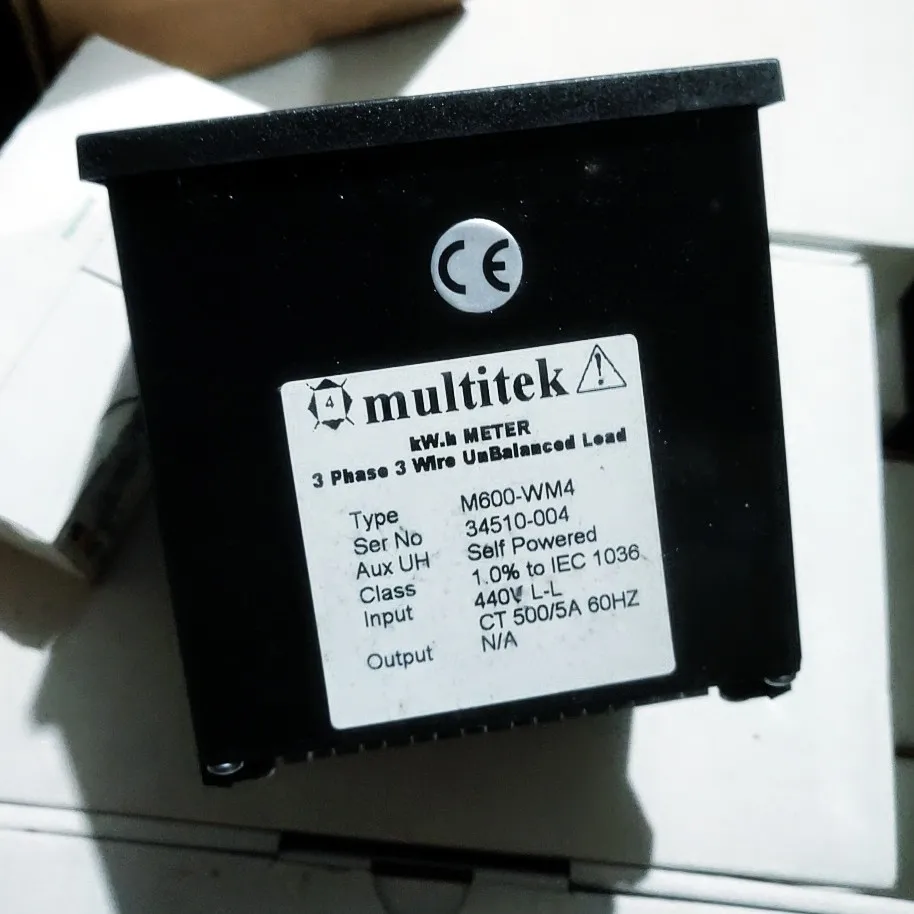 CE
4 multitek
kW.h METER
3 Phase 3 Wire UnBalanced Load
Type M600-WM4
Ser No 34510-004
Aux UH Self Powered
Class 1.0% to IEC 1036
Input 440V L-L
CT 500/5A 60HZ
Output N/A